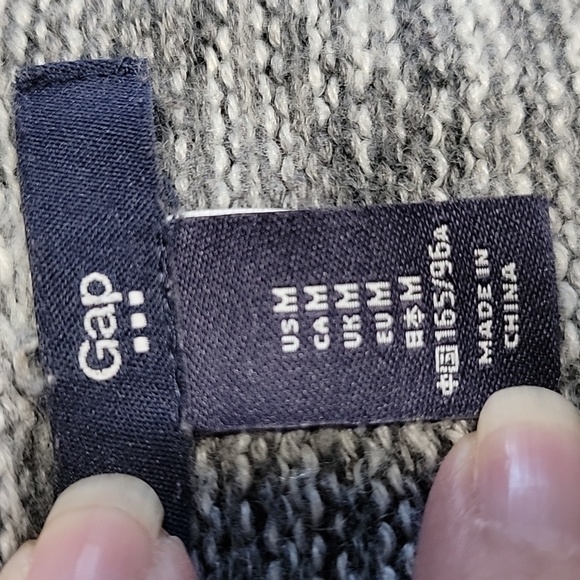 Gap
US M
CA M
UK M
EU M
日本 M
中国 165/96A
MADE IN
CHINA